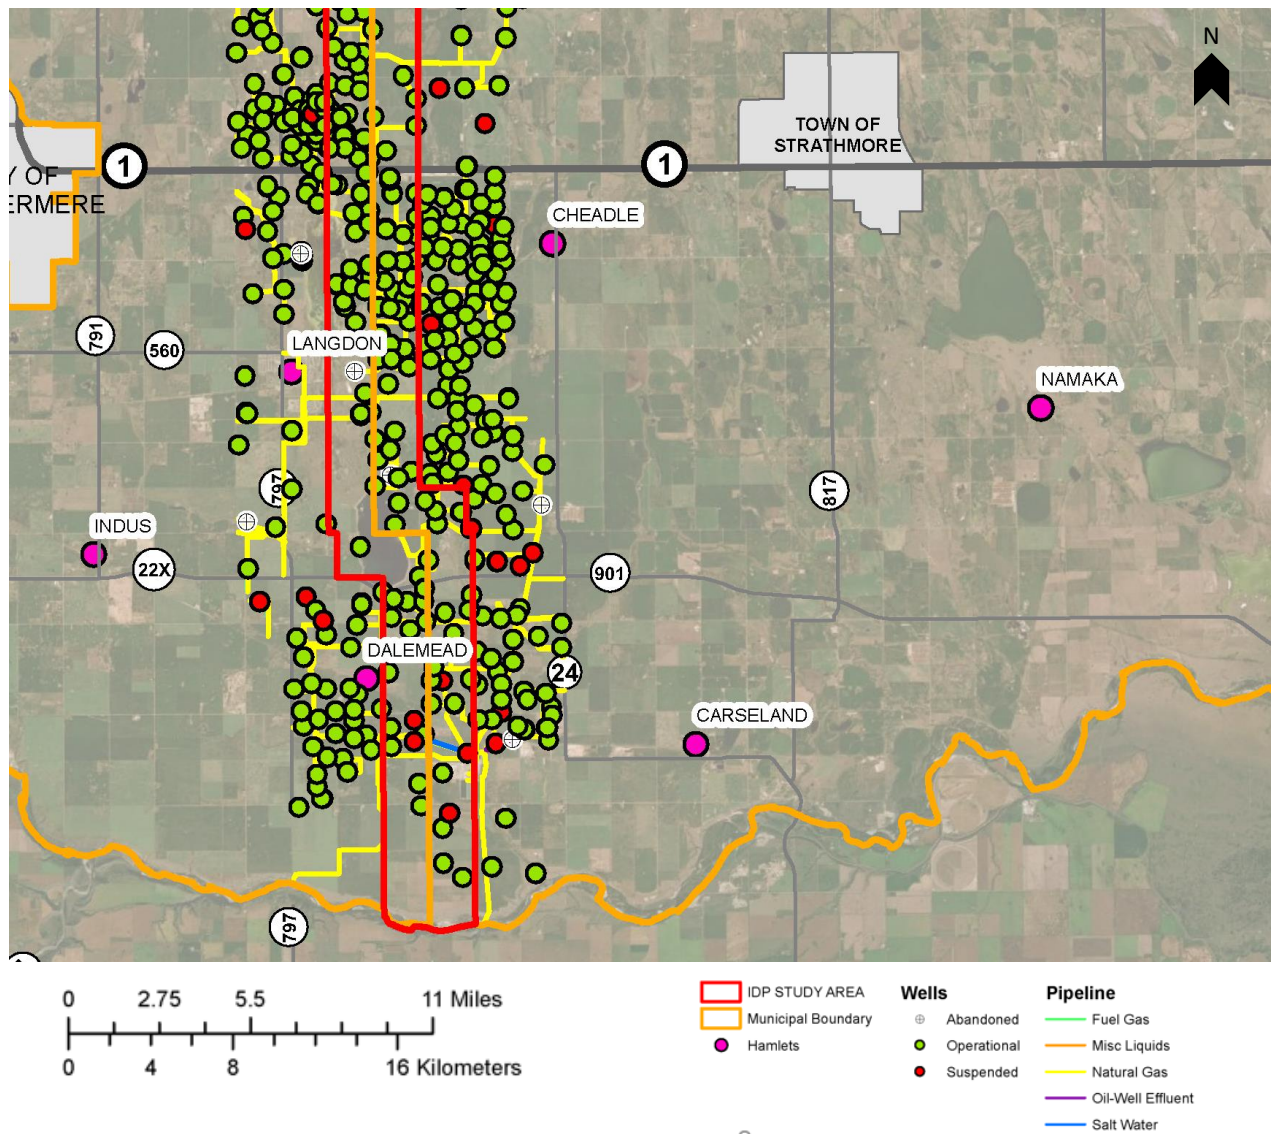 N
TOWN OF
STRATHMORE
1
1
Y OF
ERMERE
CHEADLE
791
560
LANGDON
NAMAKA
797
817
INDUS
22X
901
DALEMEAD
24
CARSELAND
797
0 2.75 5.5 11 Miles
0 4 8 16 Kilometers
IDP STUDY AREA
Municipal Boundary
Hamlets
Wells
Abandoned
Operational
Suspended
Pipeline
Fuel Gas
Misc Liquids
Natural Gas
Oil-Well Effluent
Salt Water